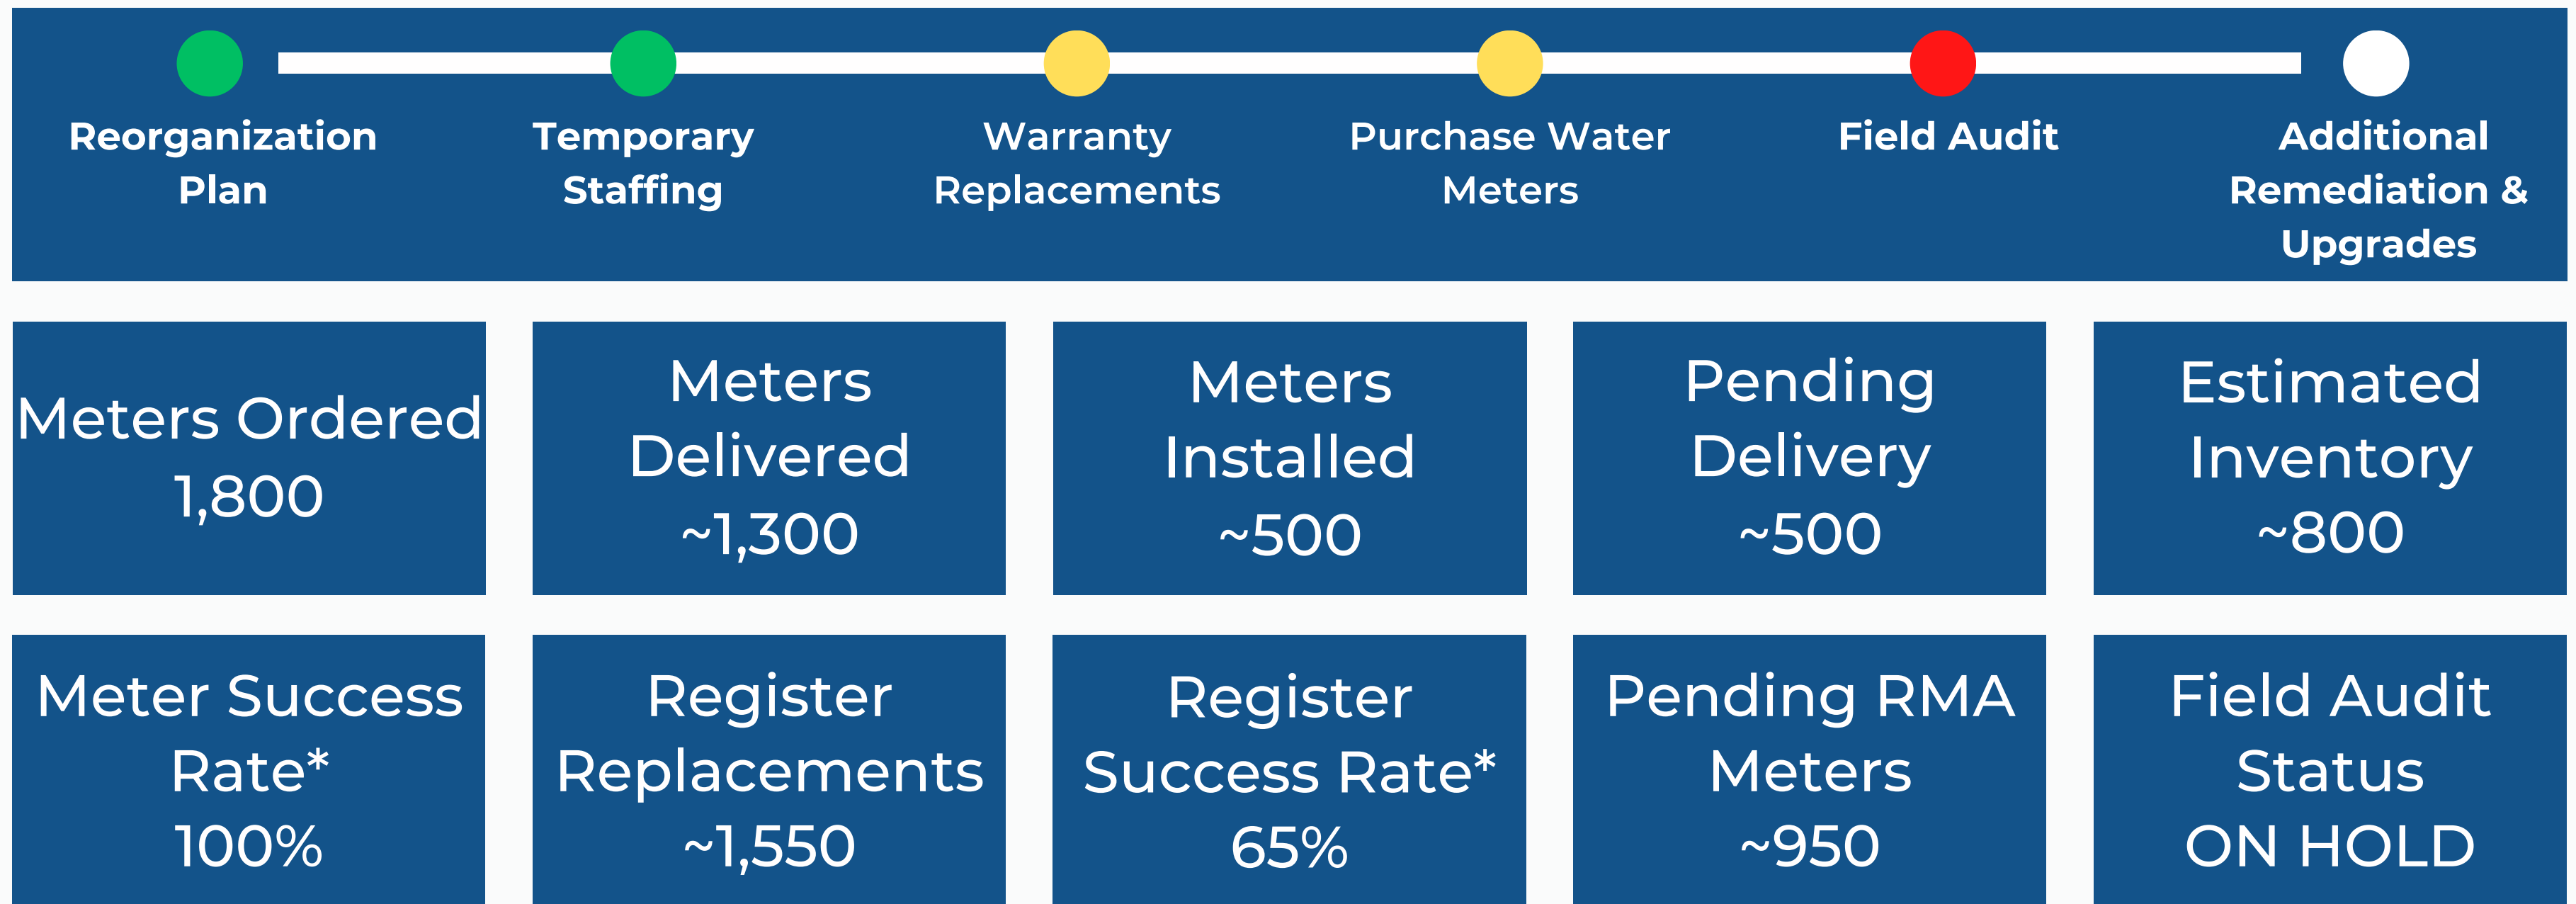 Reorganization
Plan
Temporary
Staffing
Warranty
Replacements
Purchase Water
Meters
Field Audit
Additional
Remediation &
Upgrades
Meters Ordered
1,800
Meters
Delivered
~1,300
Meters
Installed
~500
Pending
Delivery
~500
Estimated
Inventory
~800
Meter Success
Rate*
100%
Register
Replacements
~1,550
Register
Success Rate*
65%
Pending RMA
Meters
~950
Field Audit
Status
ON HOLD